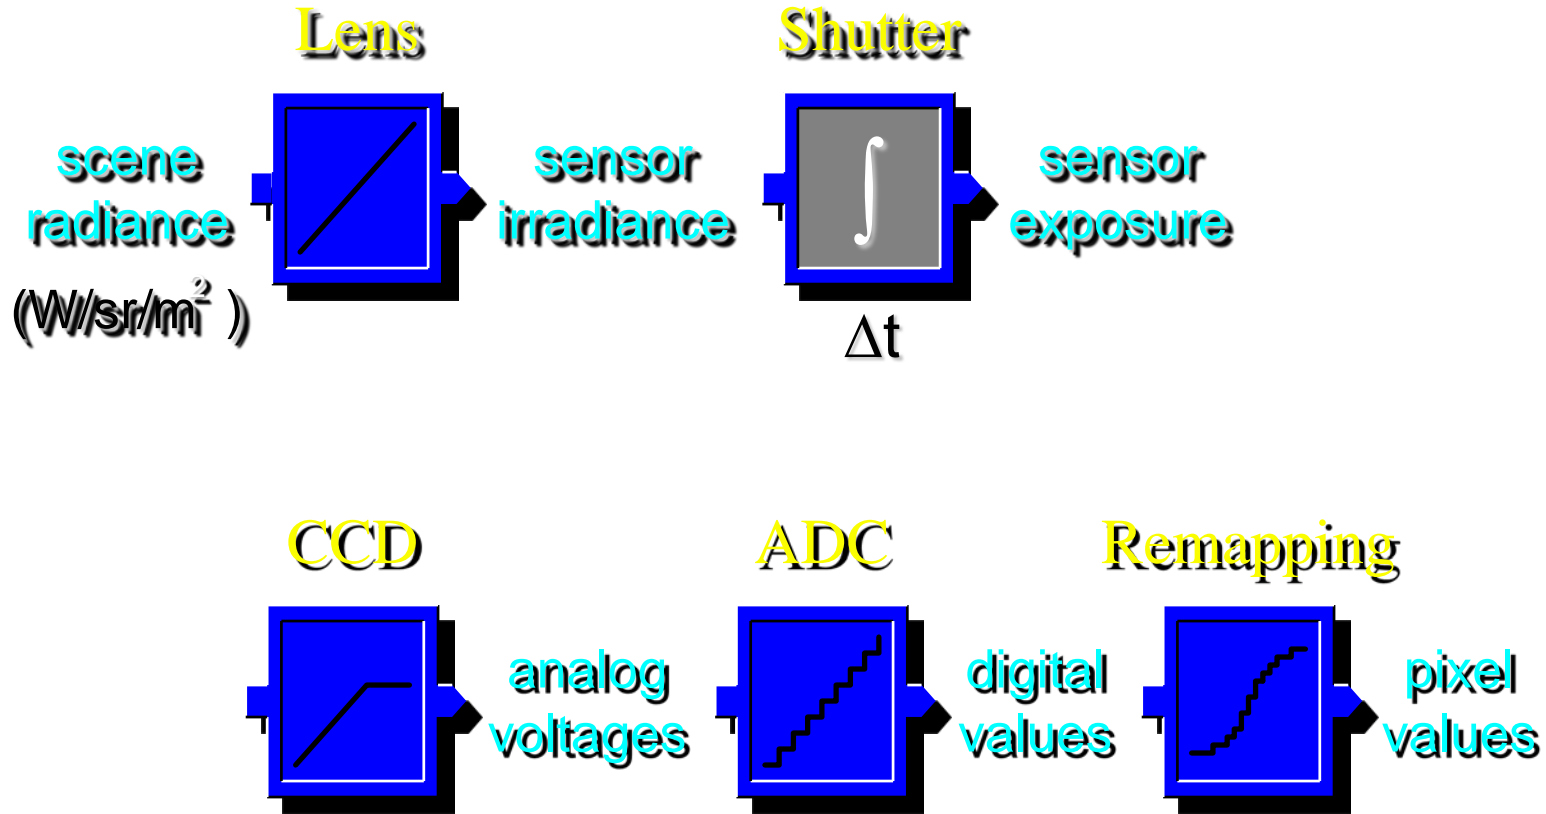 Lens
Shutter
scene
radiance
(W/sr/m² )
sensor
irradiance
∫
Δt
sensor
exposure
CCD
ADC
Remapping
analog
voltages
digital
values
pixel
values